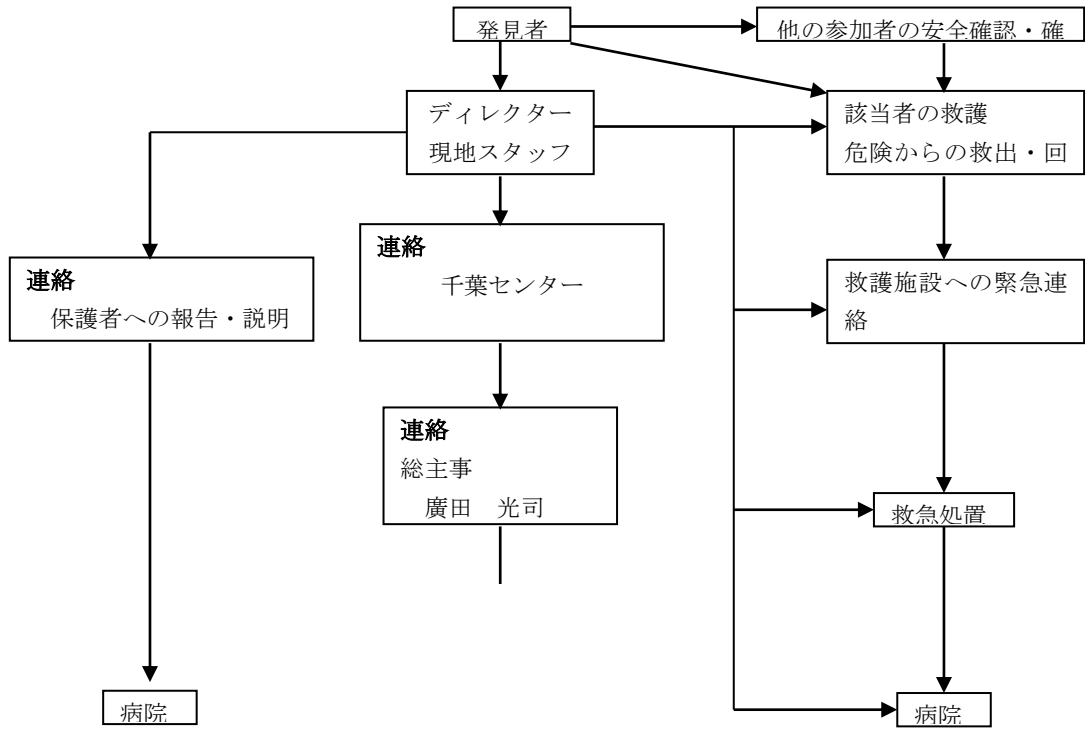 発見者
他の参加者の安全確認・確
ディレクター
現地スタッフ
該当者の救護
危険からの救出・回
連絡
千葉センター
連絡
保護者への報告・説明
救護施設への緊急連
絡
連絡
総主事
廣田　光司
救急処置
病院
病院